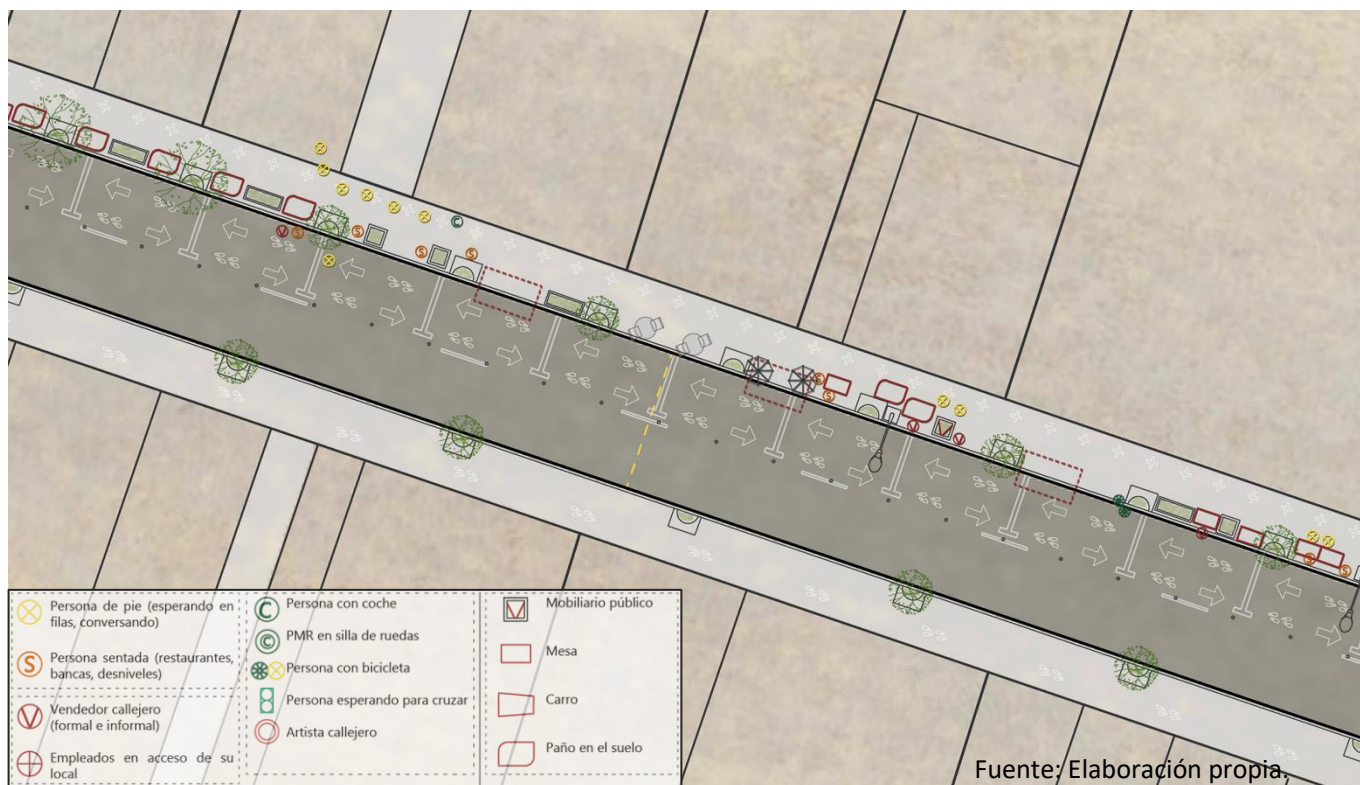 Persona de pie (esperando en
filas, conversando)
Persona sentada (restaurantes,
bancas, desniveles)
Vendedor callejero
(formal e informal)
Empleados en acceso de su
local
Persona con coche
PMR en silla de ruedas
Persona con bicicleta
Persona esperando para cruzar
Artista callejero
Mobiliario público
Mesa
Carro
Paño en el suelo
Fuente: Elaboración propia.